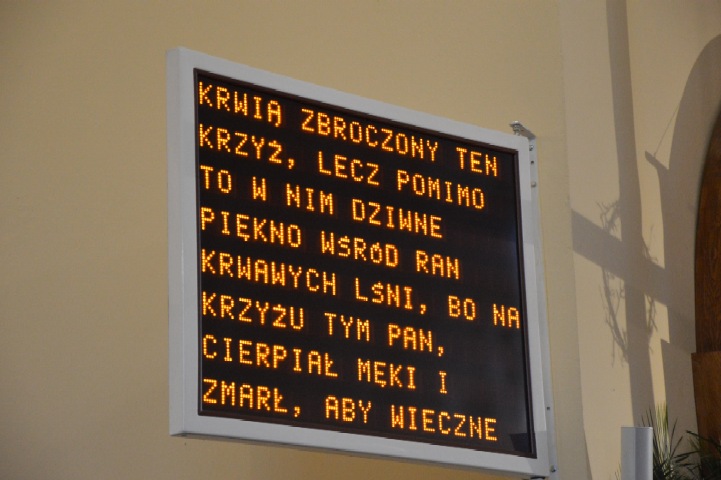 KRWIĄ ZBROCZONY TEN
KRZYŻ, LECZ POMIMO
TO W NIM DZIWNE
PIĘKNO WŚRÓD RAN
KRWAWYCH LŚNI, BO NA
KRZYŻU TYM PAN,
CIERPIAŁ MĘKI I
ZMARŁ, ABY WIECZNE